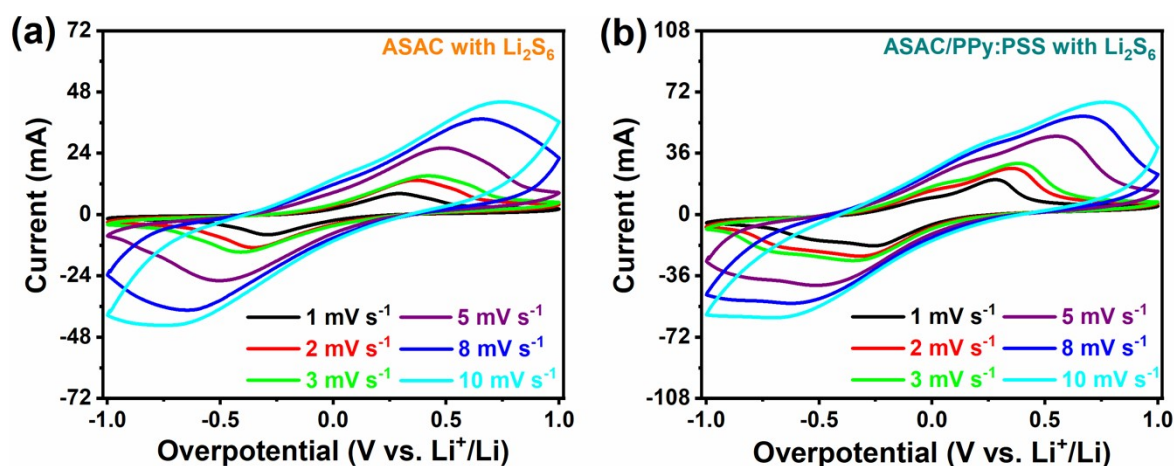 (a)
ASAC with Li₂S₆
72
48
24
0
-24
-48
-72
Current (mA)
1 mV s⁻¹
2 mV s⁻¹
3 mV s⁻¹
5 mV s⁻¹
8 mV s⁻¹
10 mV s⁻¹
-1.0
-0.5
0.0
0.5
1.0
Overpotential (V vs. Li⁺/Li)
(b)
ASAC/PPy:PSS with Li₂S₆
108
72
36
0
-36
-72
-108
Current (mA)
1 mV s⁻¹
2 mV s⁻¹
3 mV s⁻¹
5 mV s⁻¹
8 mV s⁻¹
10 mV s⁻¹
-1.0
-0.5
0.0
0.5
1.0
Overpotential (V vs. Li⁺/Li)